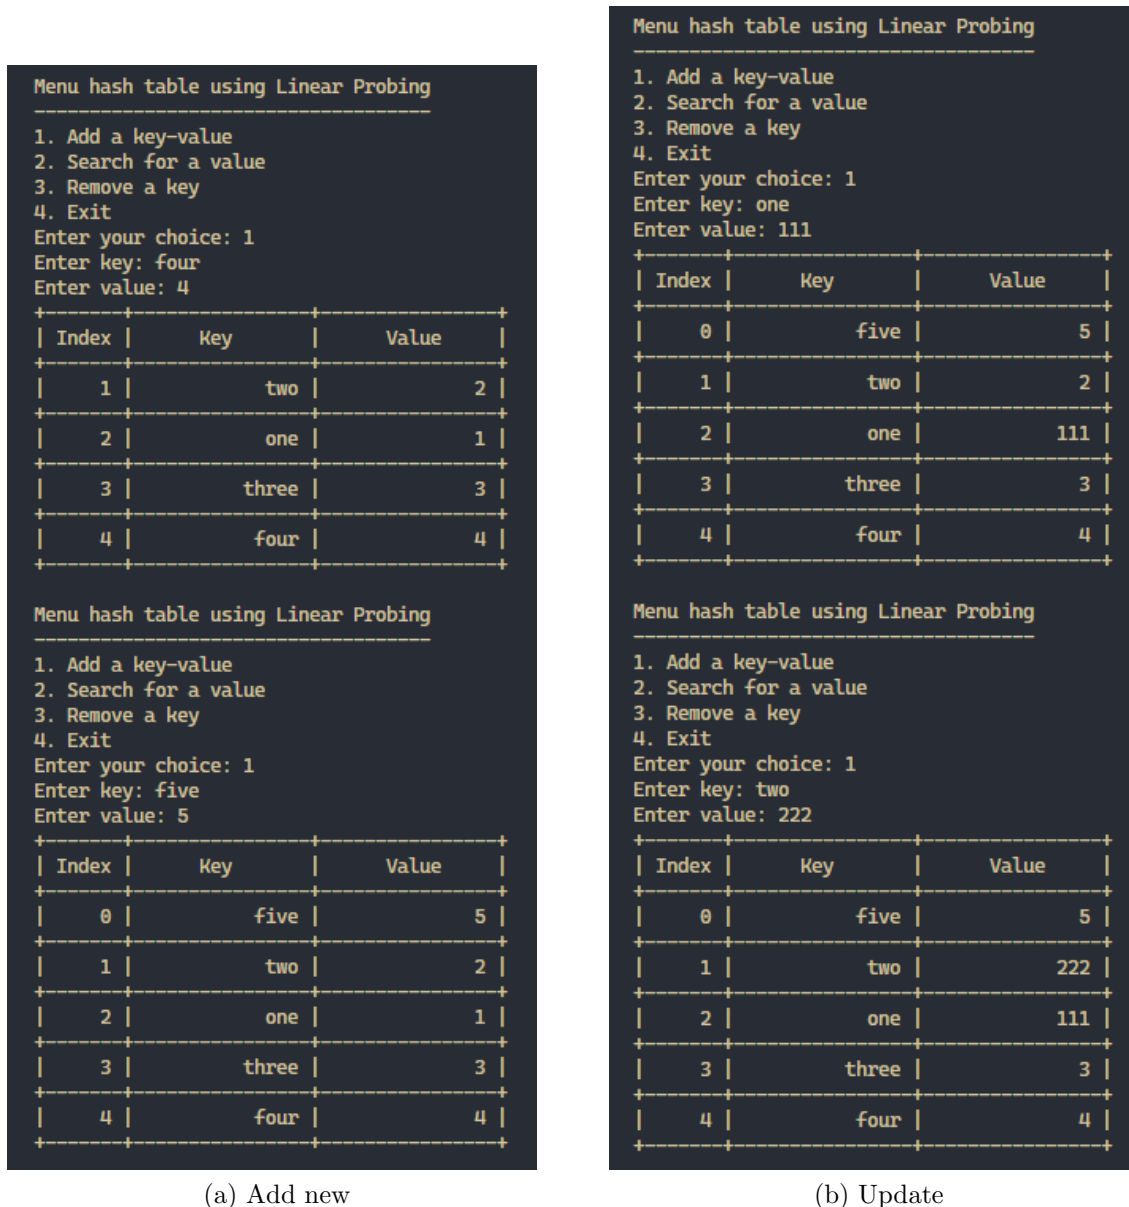 Menu hash table using Linear Probing
------------------------------------
1. Add a key-value
2. Search for a value
3. Remove a key
4. Exit
Enter your choice: 1
Enter key: four
Enter value: 4
+-------+----------------+----------------+
| Index |      Key       |      Value     |
+-------+----------------+----------------+
|     1 |            two |              2 |
+-------+----------------+----------------+
|     2 |            one |              1 |
+-------+----------------+----------------+
|     3 |          three |              3 |
+-------+----------------+----------------+
|     4 |           four |              4 |
+-------+----------------+----------------+
Menu hash table using Linear Probing
------------------------------------
1. Add a key-value
2. Search for a value
3. Remove a key
4. Exit
Enter your choice: 1
Enter key: five
Enter value: 5
+-------+----------------+----------------+
| Index |      Key       |      Value     |
+-------+----------------+----------------+
|     0 |           five |              5 |
+-------+----------------+----------------+
|     1 |            two |              2 |
+-------+----------------+----------------+
|     2 |            one |              1 |
+-------+----------------+----------------+
|     3 |          three |              3 |
+-------+----------------+----------------+
|     4 |           four |              4 |
+-------+----------------+----------------+
(a) Add new
Menu hash table using Linear Probing
------------------------------------
1. Add a key-value
2. Search for a value
3. Remove a key
4. Exit
Enter your choice: 1
Enter key: one
Enter value: 111
+-------+----------------+----------------+
| Index |      Key       |      Value     |
+-------+----------------+----------------+
|     0 |           five |              5 |
+-------+----------------+----------------+
|     1 |            two |              2 |
+-------+----------------+----------------+
|     2 |            one |            111 |
+-------+----------------+----------------+
|     3 |          three |              3 |
+-------+----------------+----------------+
|     4 |           four |              4 |
+-------+----------------+----------------+
Menu hash table using Linear Probing
------------------------------------
1. Add a key-value
2. Search for a value
3. Remove a key
4. Exit
Enter your choice: 1
Enter key: two
Enter value: 222
+-------+----------------+----------------+
| Index |      Key       |      Value     |
+-------+----------------+----------------+
|     0 |           five |              5 |
+-------+----------------+----------------+
|     1 |            two |            222 |
+-------+----------------+----------------+
|     2 |            one |            111 |
+-------+----------------+----------------+
|     3 |          three |              3 |
+-------+----------------+----------------+
|     4 |           four |              4 |
+-------+----------------+----------------+
(b) Update